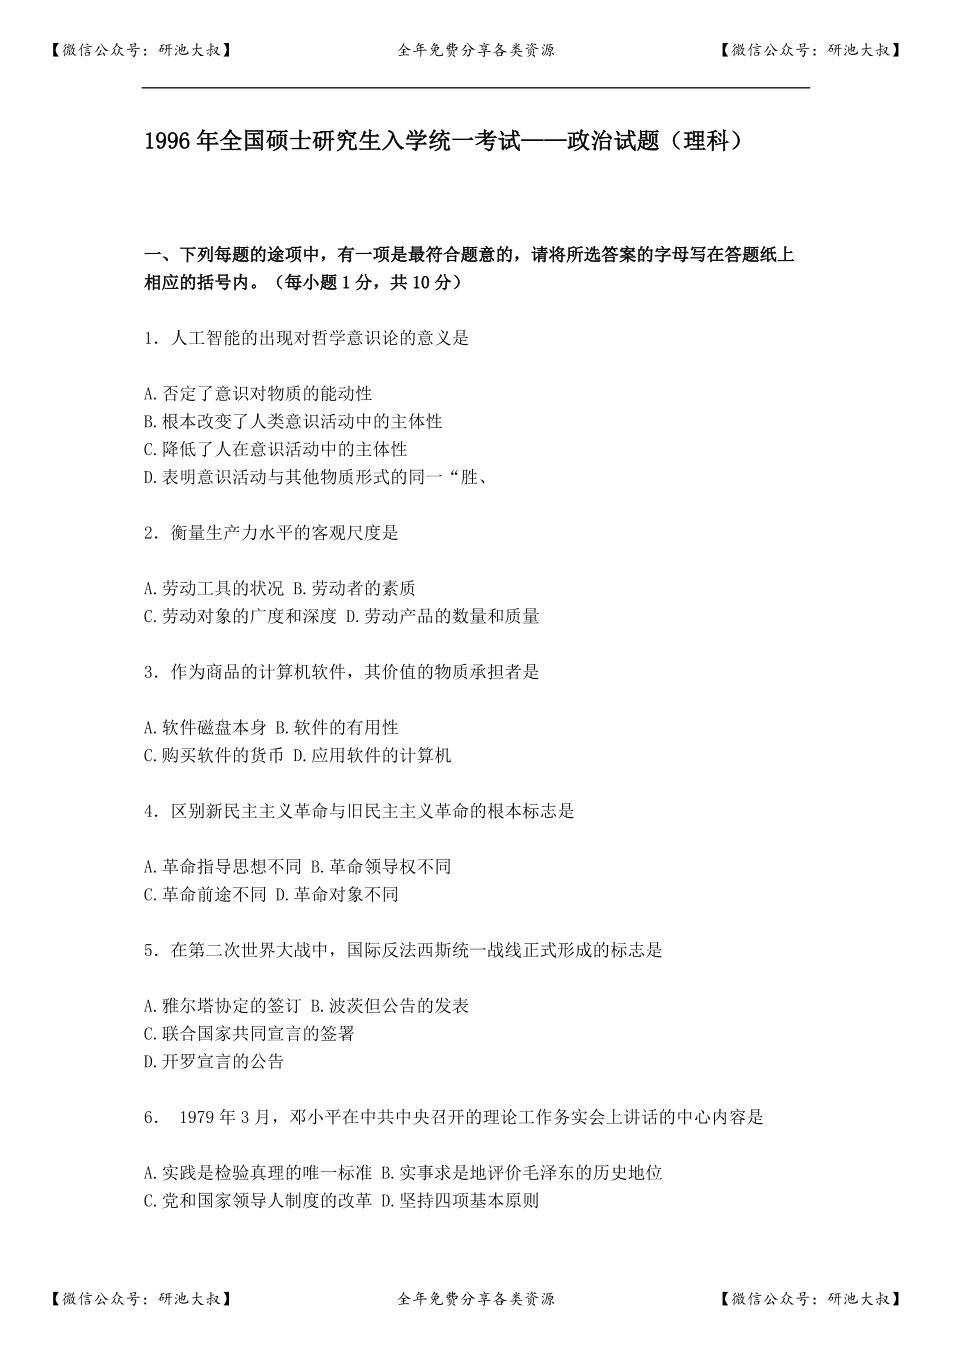 【微信公众号：研池大叔】 全年免费分享各类资源 【微信公众号：研池大叔】
1996 年全国硕士研究生入学统一考试——政治试题（理科）
一、下列每题的途项中，有一项是最符合题意的，请将所选答案的字母写在答题纸上
相应的括号内。（每小题 1 分，共 10 分）
1．人工智能的出现对哲学意识论的意义是
A.否定了意识对物质的能动性
B.根本改变了人类意识活动中的主体性
C.降低了人在意识活动中的主体性
D.表明意识活动与其他物质形式的同一“胜、
2．衡量生产力水平的客观尺度是
A.劳动工具的状况 B.劳动者的素质
C.劳动对象的广度和深度 D.劳动产品的数量和质量
3．作为商品的计算机软件，其价值的物质承担者是
A.软件磁盘本身 B.软件的有用性
C.购买软件的货币 D.应用软件的计算机
4．区别新民主主义革命与旧民主主义革命的根本标志是
A.革命指导思想不同 B.革命领导权不同
C.革命前途不同 D.革命对象不同
5．在第二次世界大战中，国际反法西斯统一战线正式形成的标志是
A.雅尔塔协定的签订 B.波茨但公告的发表
C.联合国家共同宣言的签署
D.开罗宣言的公告
6． 1979 年 3 月，邓小平在中共中央召开的理论工作务实会上讲话的中心内容是
A.实践是检验真理的唯一标准 B.实事求是地评价毛泽东的历史地位
C.党和国家领导人制度的改革 D.坚持四项基本原则
【微信公众号：研池大叔】 全年免费分享各类资源 【微信公众号：研池大叔】